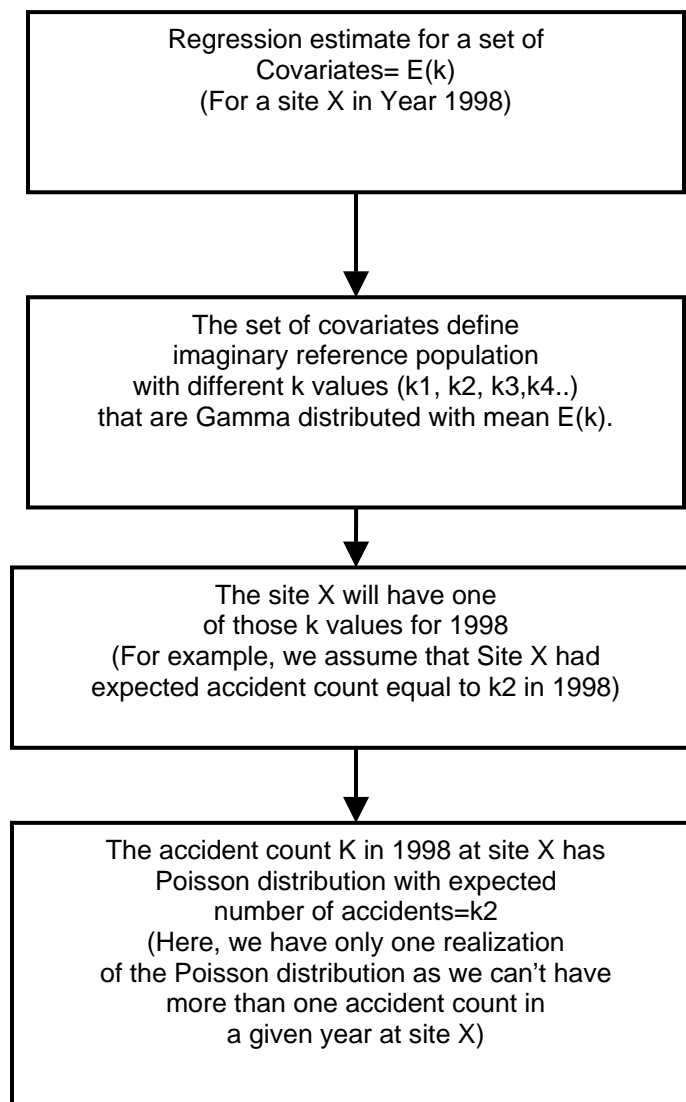 Regression estimate for a set of
Covariates= E(k)
(For a site X in Year 1998)
The set of covariates define
imaginary reference population
with different k values (k1, k2, k3,k4..)
that are Gamma distributed with mean E(k).
The site X will have one
of those k values for 1998
(For example, we assume that Site X had
expected accident count equal to k2 in 1998)
The accident count K in 1998 at site X has
Poisson distribution with expected
number of accidents=k2
(Here, we have only one realization
of the Poisson distribution as we can't have
more than one accident count in
a given year at site X)